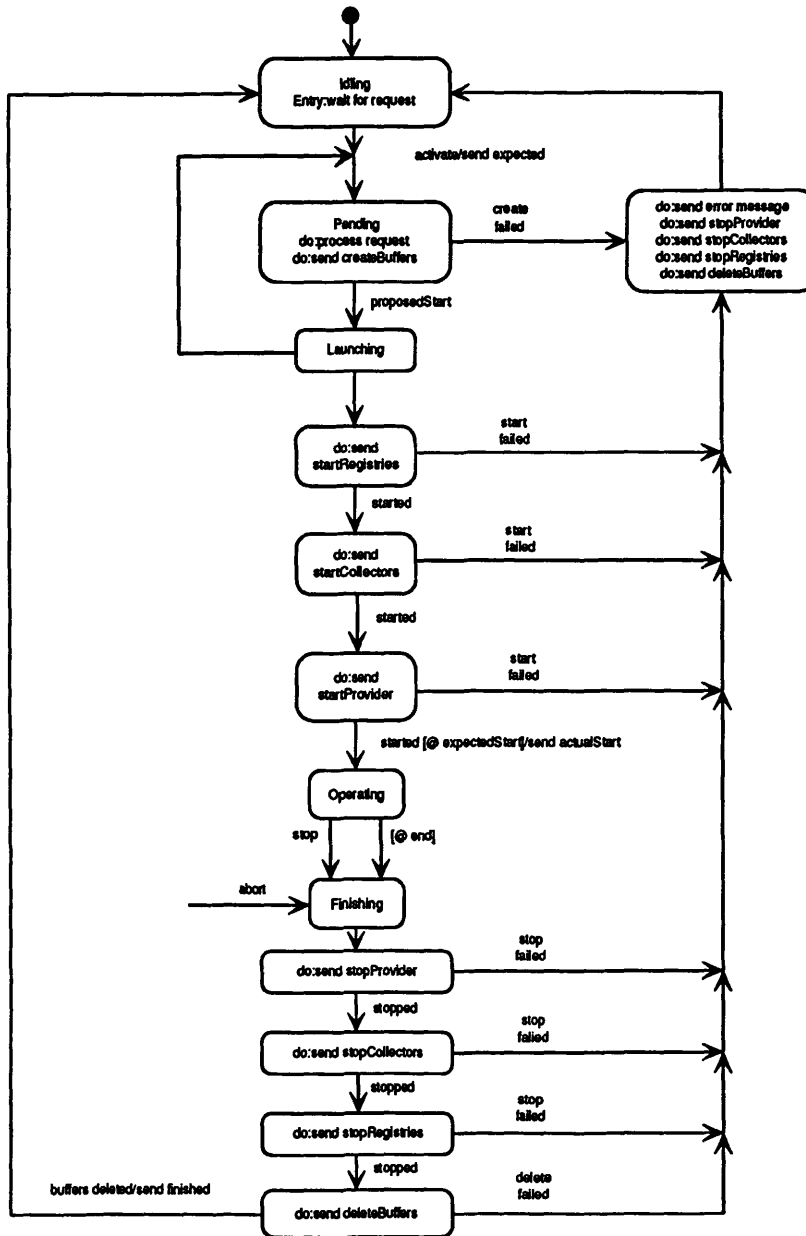 Idling
Entry:wait for request
activate/send expected
Pending
do:process request
do:send createBuffers
create
failed
do:send error message
do:send stopProvider
do:send stopCollectors
do:send stopRegistries
do:send deleteBuffers
proposedStart
Launching
do:send
startRegistries
start
failed
started
do:send
startCollectors
start
failed
started
do:send
startProvider
start
failed
started [@ expectedStart]/send actualStart
Operating
stop
[@ end]
abort
Finishing
do:send stopProvider
stop
failed
stopped
do:send stopCollectors
stop
failed
stopped
do:send stopRegistries
stop
failed
stopped
buffers deleted/send finished
do:send deleteBuffers
delete
failed